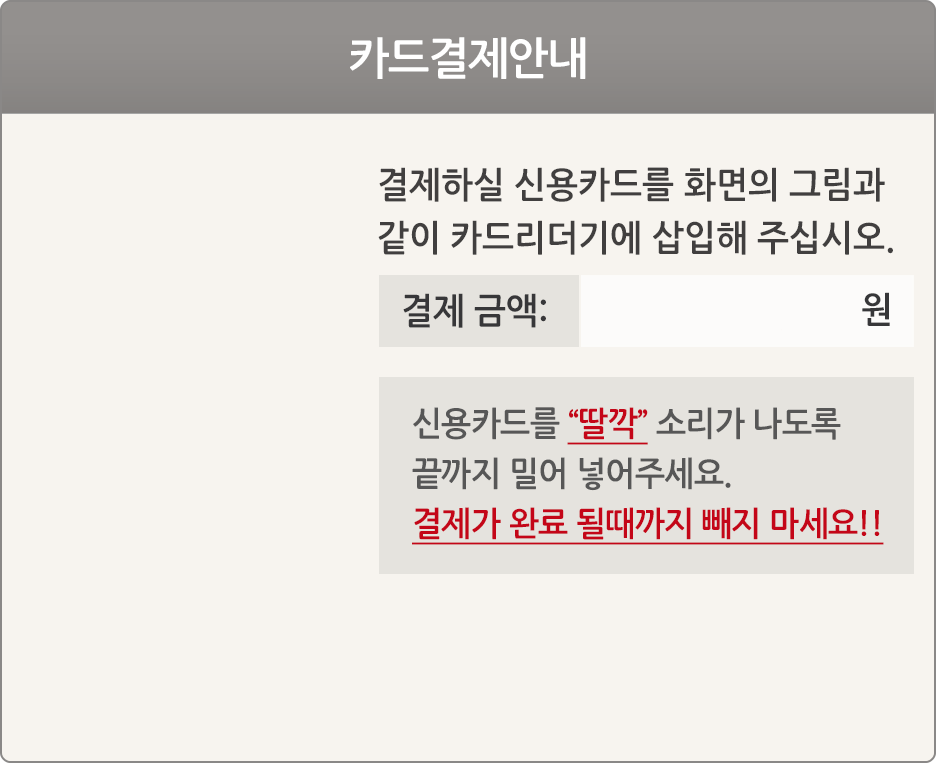 카드결제안내
결제하실 신용카드를 화면의 그림과
같이 카드리더기에 삽입해 주십시오.
결제 금액: 원
신용카드를 “딸깍” 소리가 나도록
끝까지 밀어 넣어주세요.
결제가 완료 될때까지 빼지 마세요!!